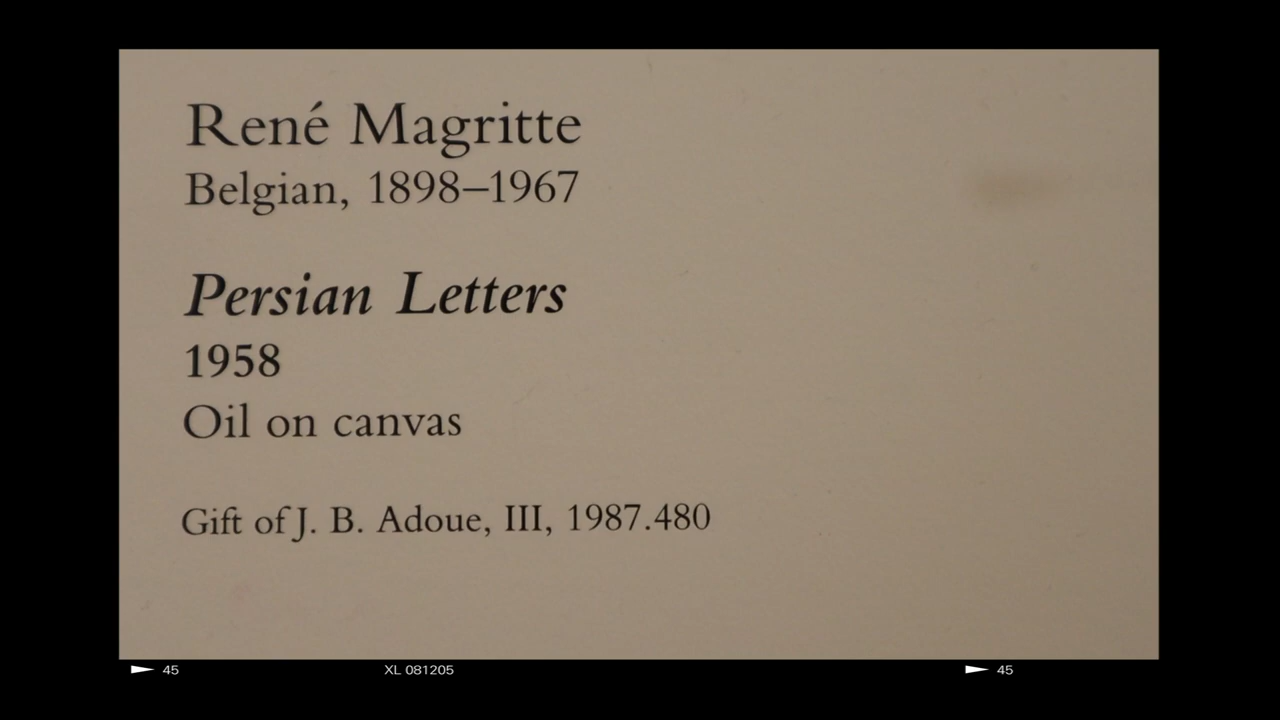 René Magritte
Belgian, 1898–1967
Persian Letters
1958
Oil on canvas
Gift of J. B. Adoue, III, 1987.480
45 XL 081205 45